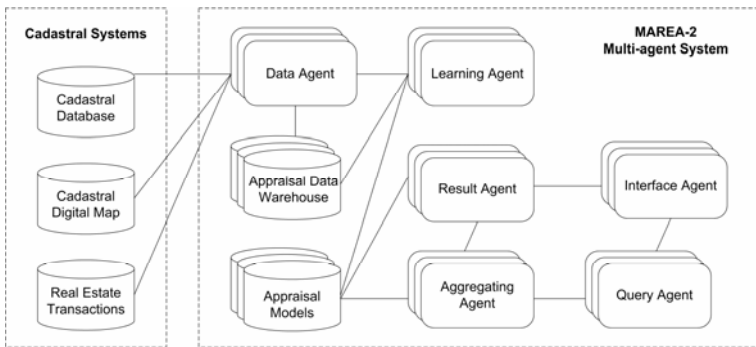 Cadastral Systems
Cadastral
Database
Cadastral
Digital Map
Real Estate
Transactions
MAREA-2
Multi-agent System
Data Agent
Learning Agent
Appraisal Data
Warehouse
Result Agent
Interface Agent
Appraisal
Models
Aggregating
Agent
Query Agent